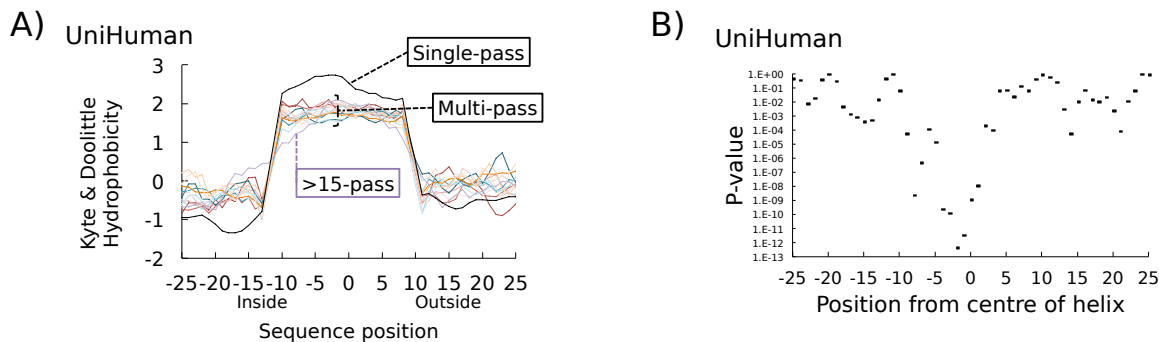 A)
UniHuman
Kyte & Doolittle
Hydrophobicity
3
2
1
0
-1
-2
Single-pass
Multi-pass
>15-pass
-25 -20 -15 -10 -5 0 5 10 15 20 25
Inside Outside
Sequence position
B)
UniHuman
P-value
1.E+00
1.E-01
1.E-02
1.E-03
1.E-04
1.E-05
1.E-06
1.E-07
1.E-08
1.E-09
1.E-10
1.E-11
1.E-12
1.E-13
-25 -20 -15 -10 -5 0 5 10 15 20 25
Position from centre of helix